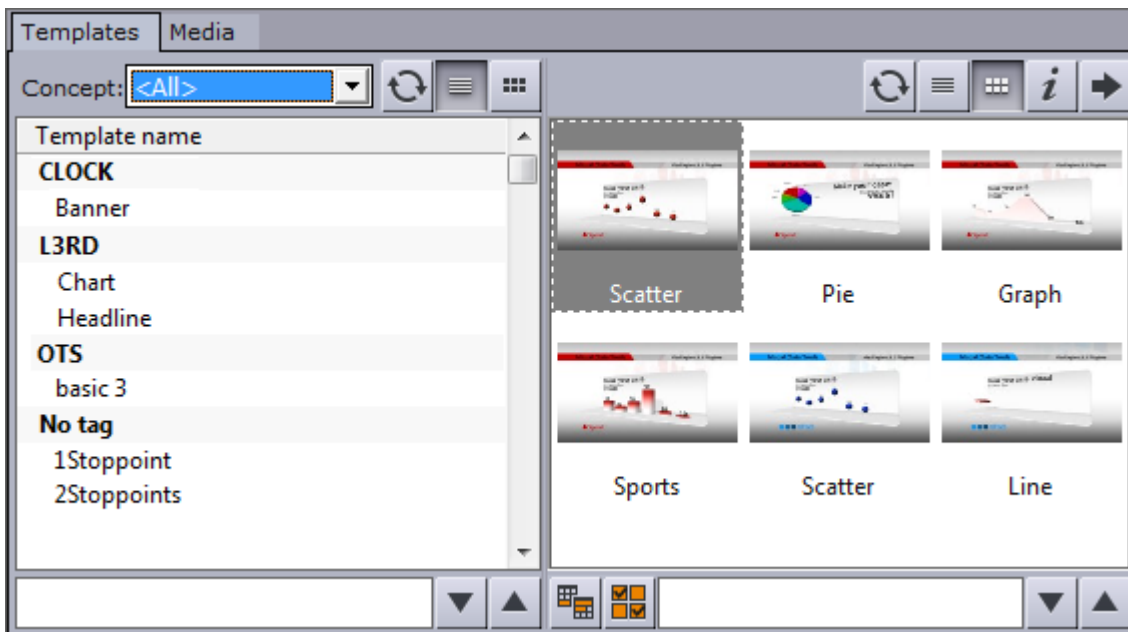 Templates Media
Concept: <All>
Template name
CLOCK
Banner
L3RD
Chart
Headline
OTS
basic 3
No tag
1Stoppoint
2Stoppoints
i
Scatter Pie Graph
Sports Scatter Line